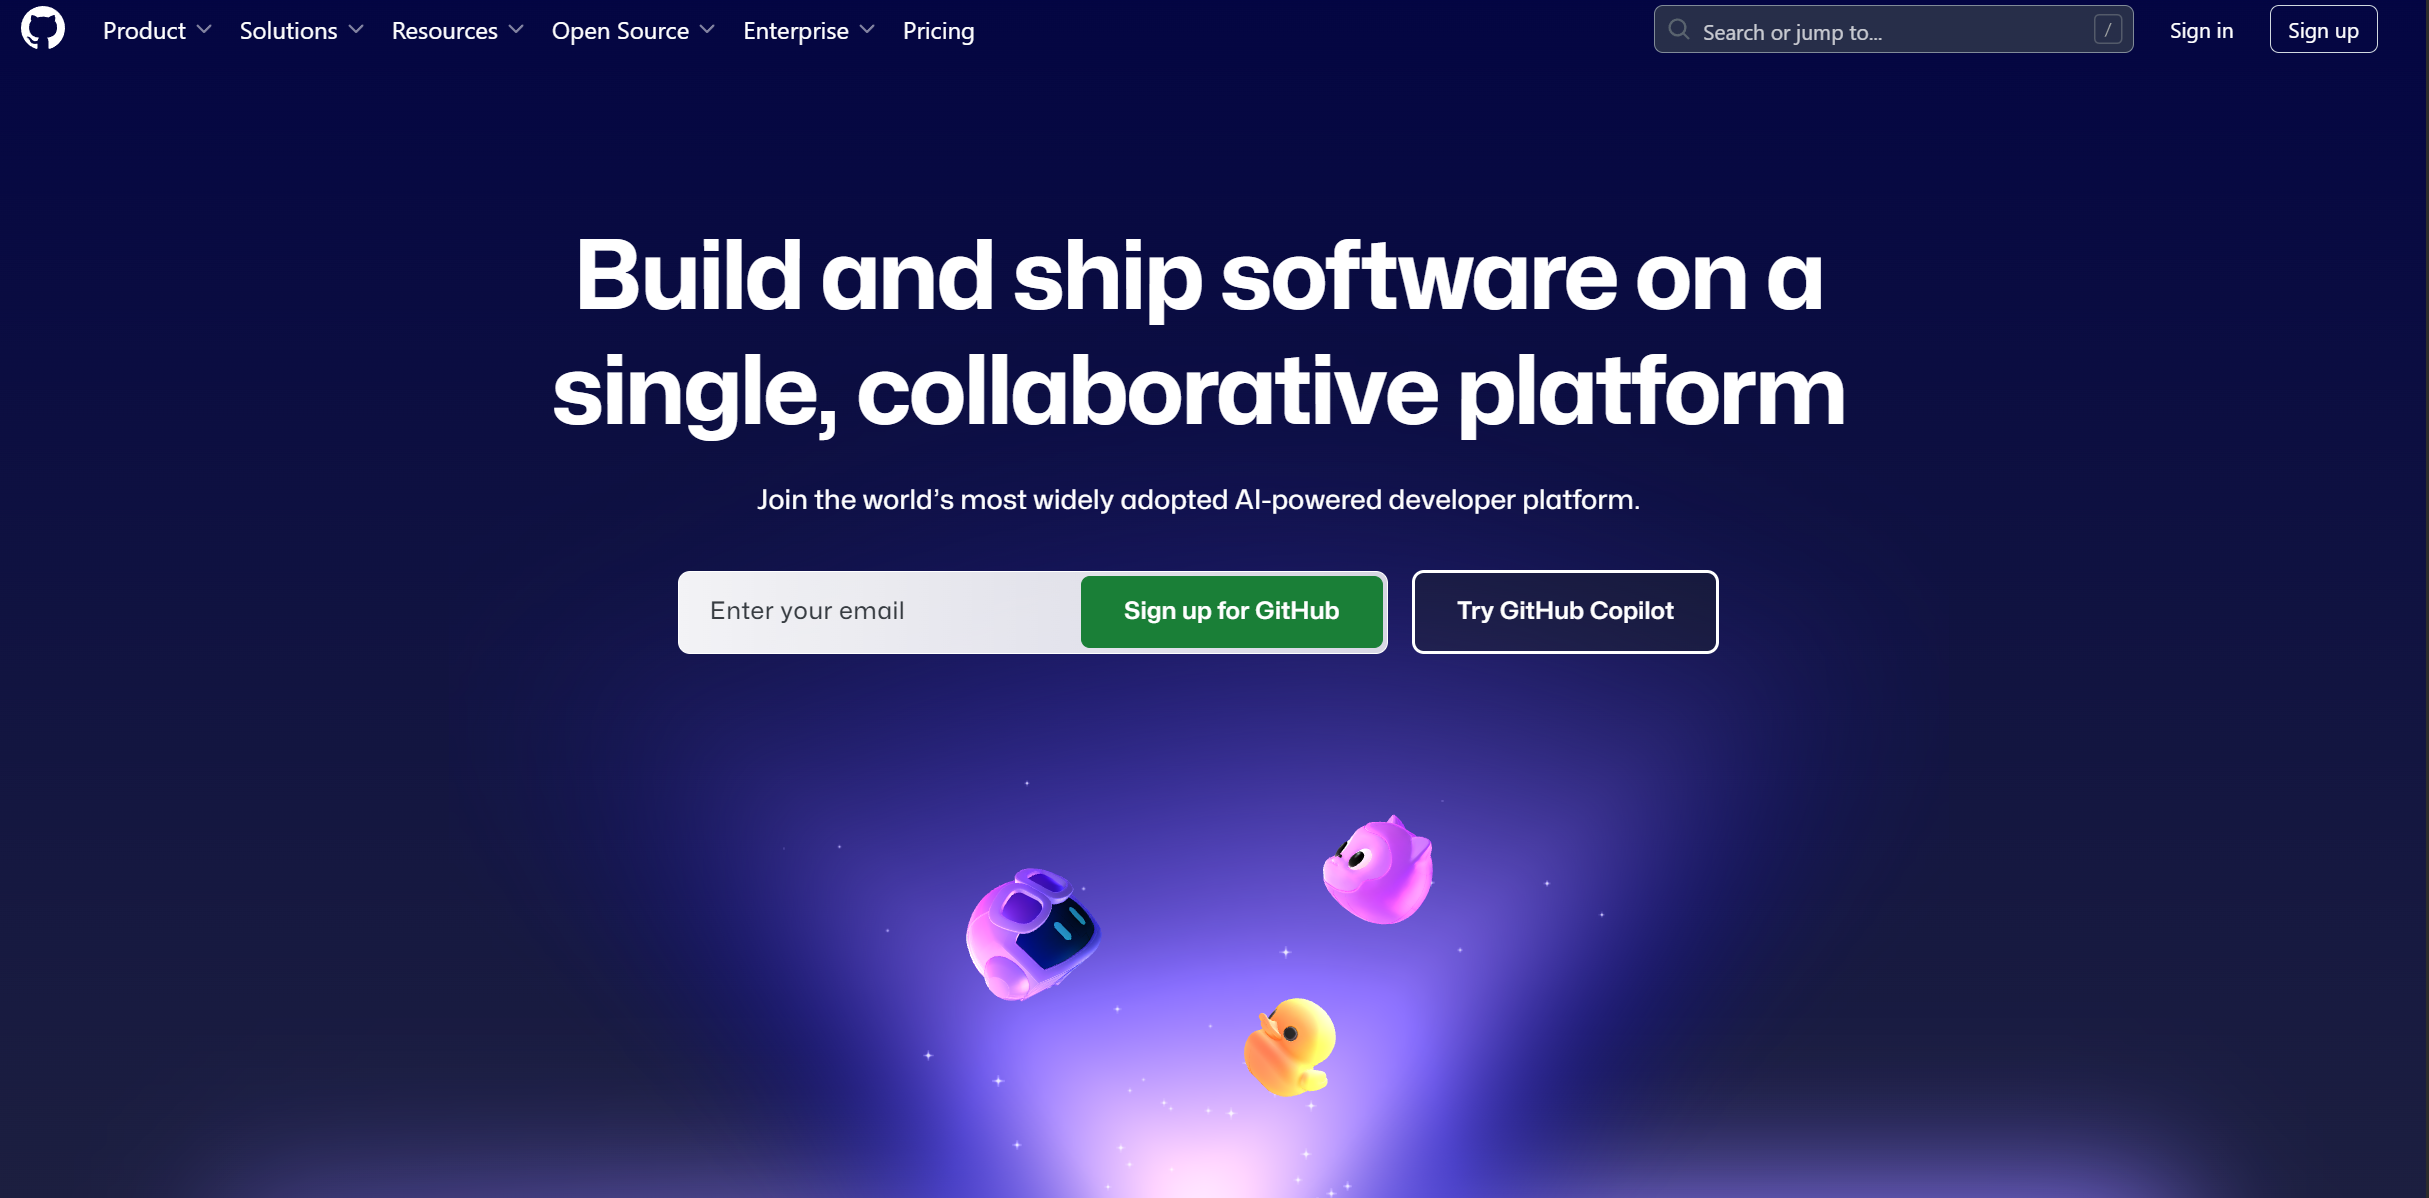 Product Solutions Resources Open Source Enterprise Pricing Search or jump to... / Sign in Sign up
Build and ship software on a
single, collaborative platform
Join the world’s most widely adopted AI-powered developer platform.
Enter your email Sign up for GitHub Try GitHub Copilot